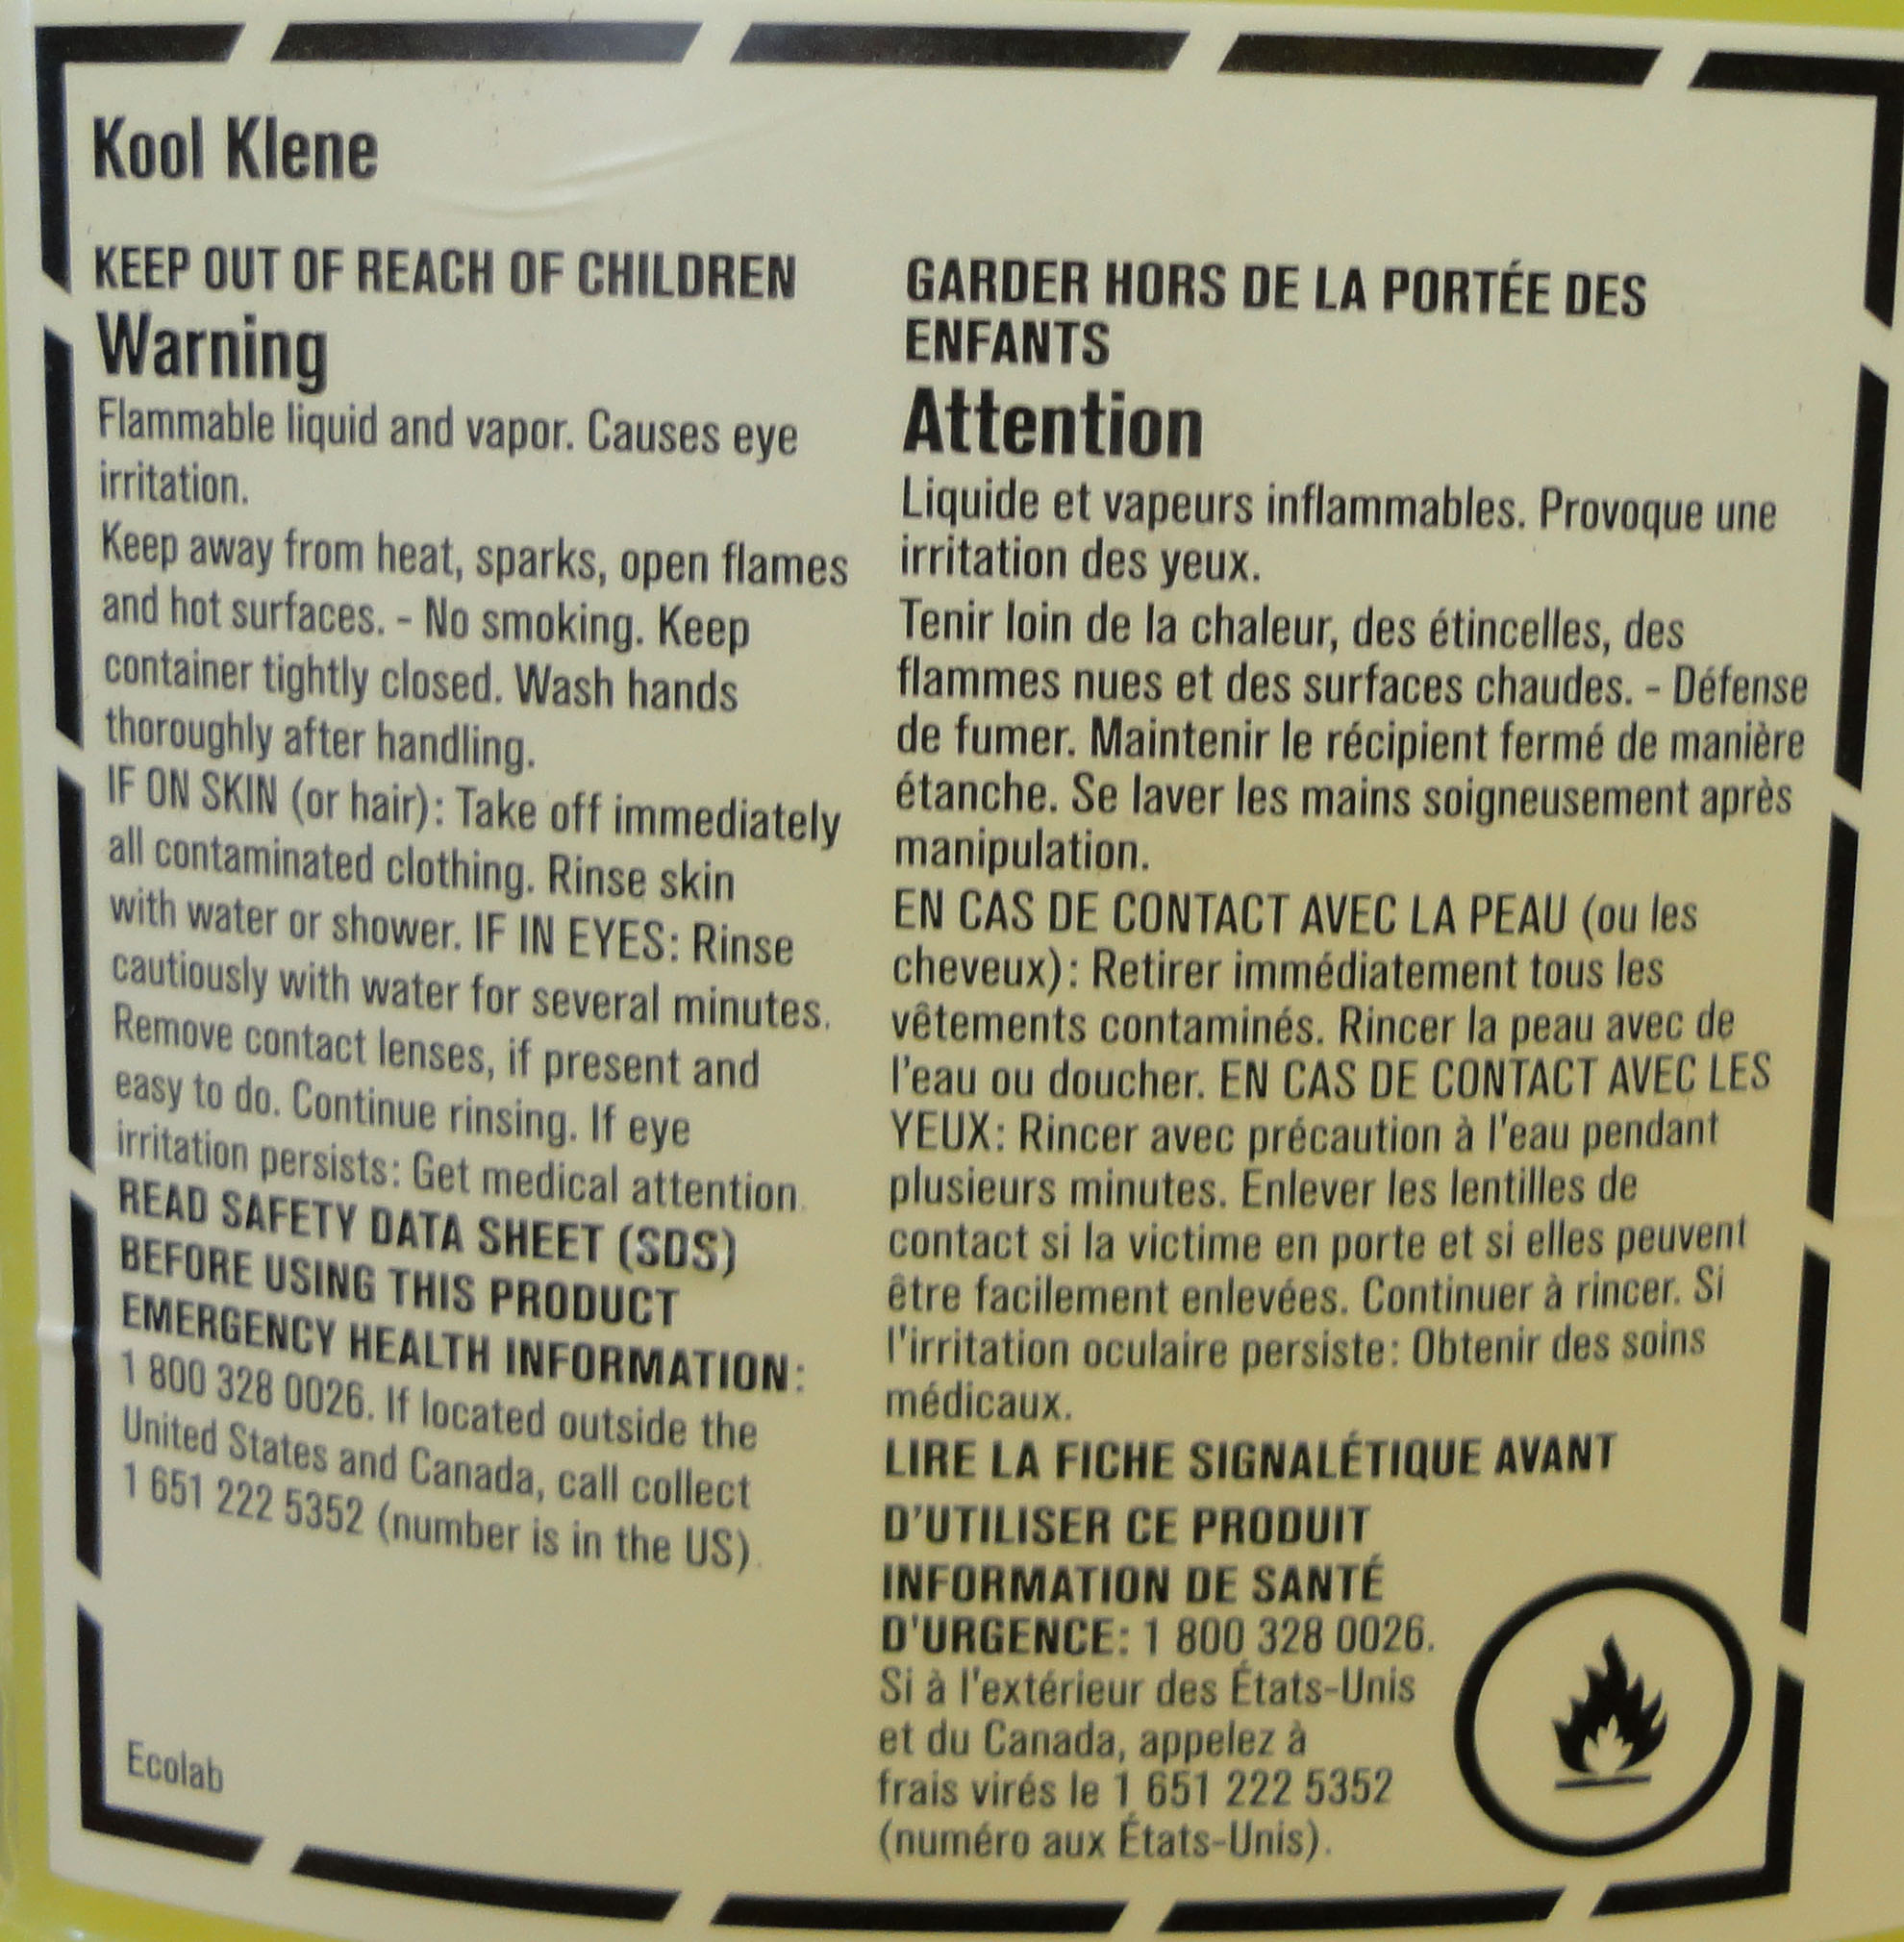 Kool Klene
KEEP OUT OF REACH OF CHILDREN
Warning
Flammable liquid and vapor. Causes eye
irritation.
Keep away from heat, sparks, open flames
and hot surfaces. - No smoking. Keep
container tightly closed. Wash hands
thoroughly after handling.
IF ON SKIN (or hair): Take off immediately
all contaminated clothing. Rinse skin
with water or shower. IF IN EYES: Rinse
cautiously with water for several minutes.
Remove contact lenses, if present and
easy to do. Continue rinsing. If eye
irritation persists: Get medical attention.
READ SAFETY DATA SHEET (SDS)
BEFORE USING THIS PRODUCT
EMERGENCY HEALTH INFORMATION:
1 800 328 0026. If located outside the
United States and Canada, call collect
1 651 222 5352 (number is in the US).
Ecolab
GARDER HORS DE LA PORTÉE DES
ENFANTS
Attention
Liquide et vapeurs inflammables. Provoque une
irritation des yeux.
Tenir loin de la chaleur, des étincelles, des
flammes nues et des surfaces chaudes. - Défense
de fumer. Maintenir le récipient fermé de manière
étanche. Se laver les mains soigneusement après
manipulation.
EN CAS DE CONTACT AVEC LA PEAU (ou les
cheveux): Retirer immédiatement tous les
vêtements contaminés. Rincer la peau avec de
l'eau ou doucher. EN CAS DE CONTACT AVEC LES
YEUX: Rincer avec précaution à l'eau pendant
plusieurs minutes. Enlever les lentilles de
contact si la victime en porte et si elles peuvent
être facilement enlevées. Continuer à rincer. Si
l'irritation oculaire persiste: Obtenir des soins
médicaux.
LIRE LA FICHE SIGNALÉTIQUE AVANT
D'UTILISER CE PRODUIT
INFORMATION DE SANTÉ
D'URGENCE: 1 800 328 0026.
Si à l'extérieur des États-Unis
et du Canada, appelez à
frais virés le 1 651 222 5352
(numéro aux États-Unis).